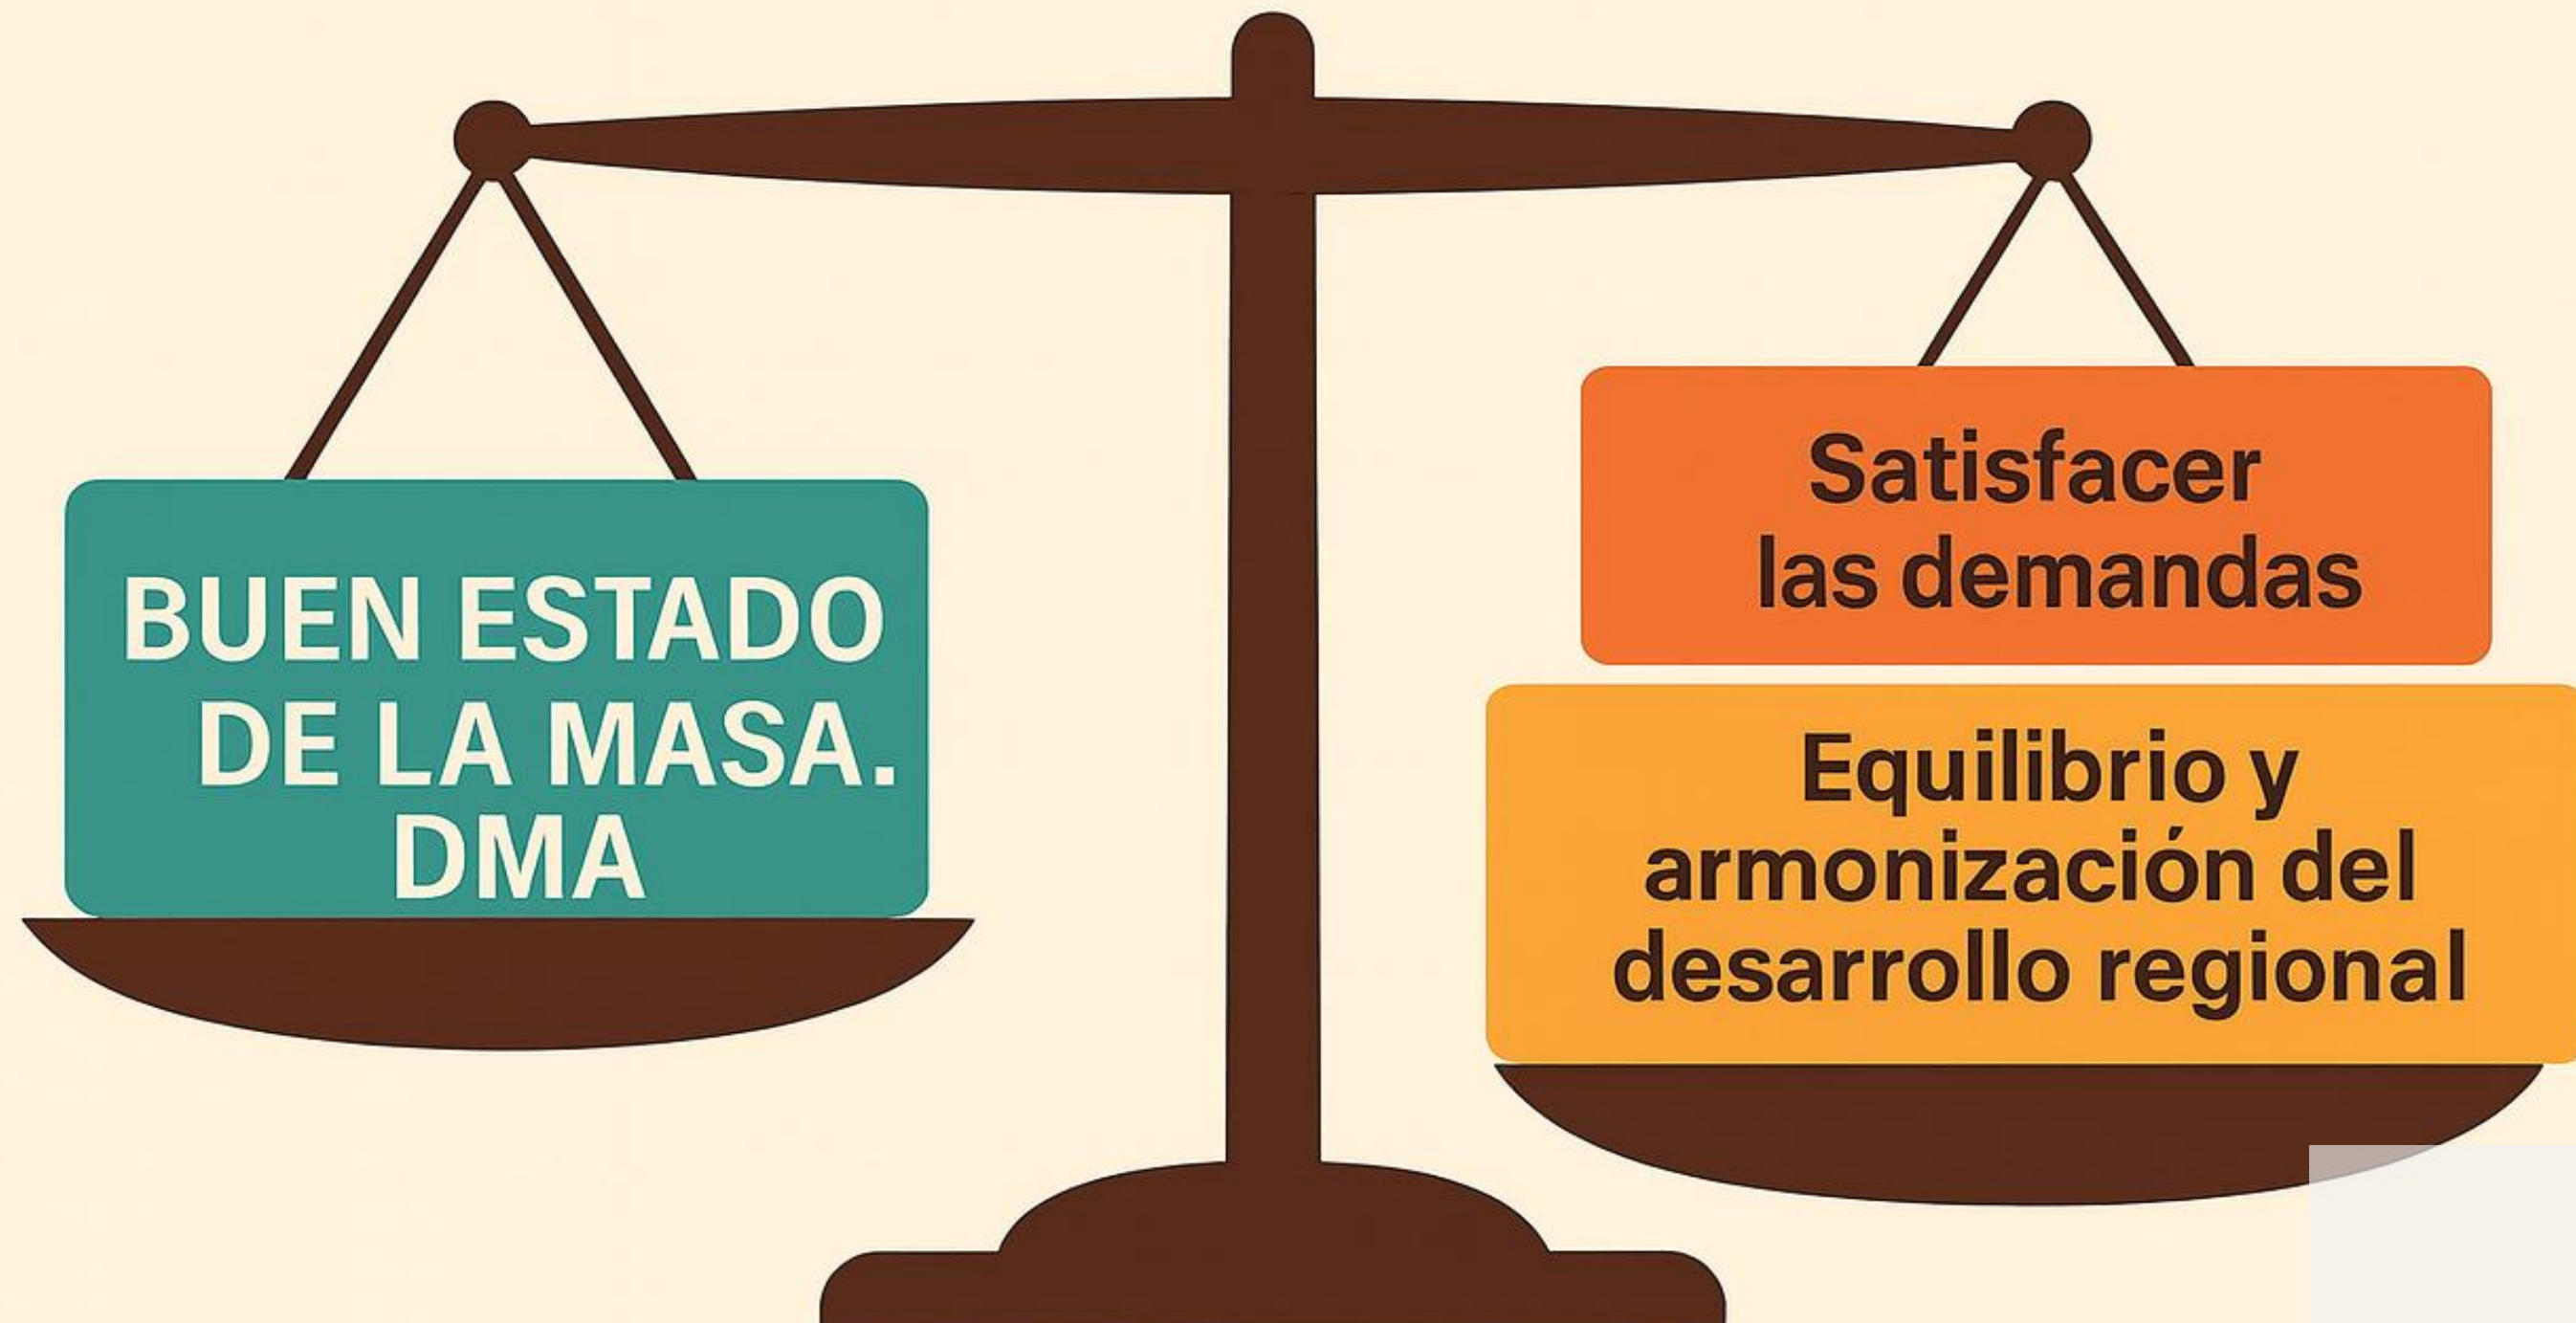 BUEN ESTADO
DE LA MASA.
DMA
Satisfacer
las demandas
Equilibrio y
armonización del
desarrollo regional